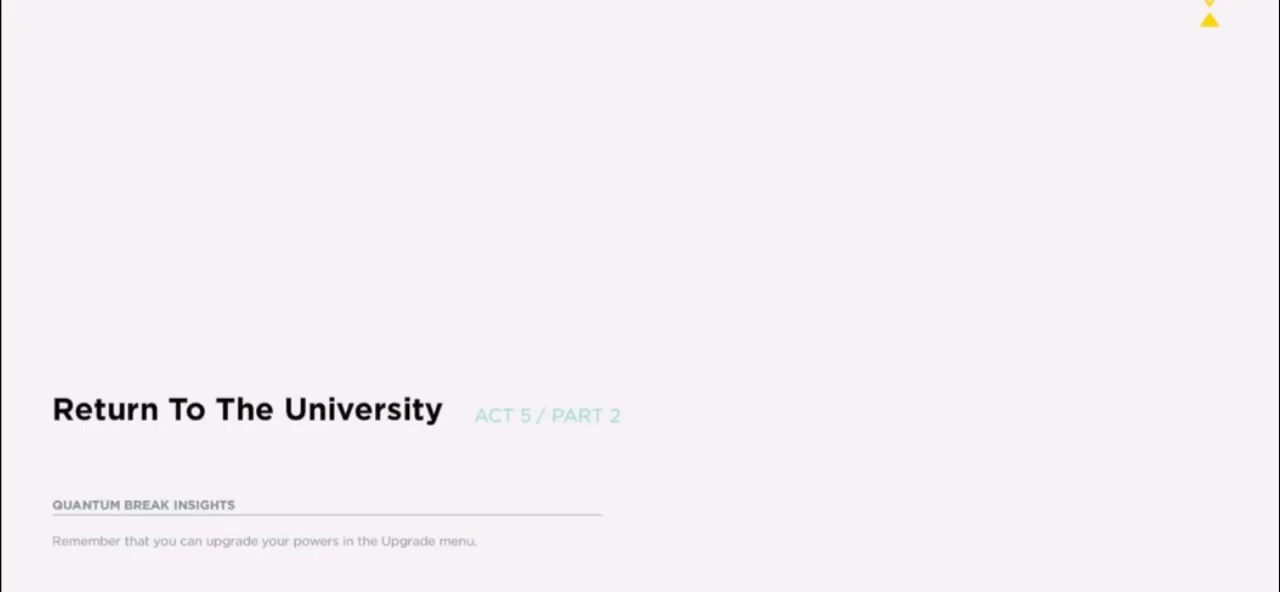 Return To The University ACT 5 / PART 2
QUANTUM BREAK INSIGHTS
Remember that you can upgrade your powers in the Upgrade menu.